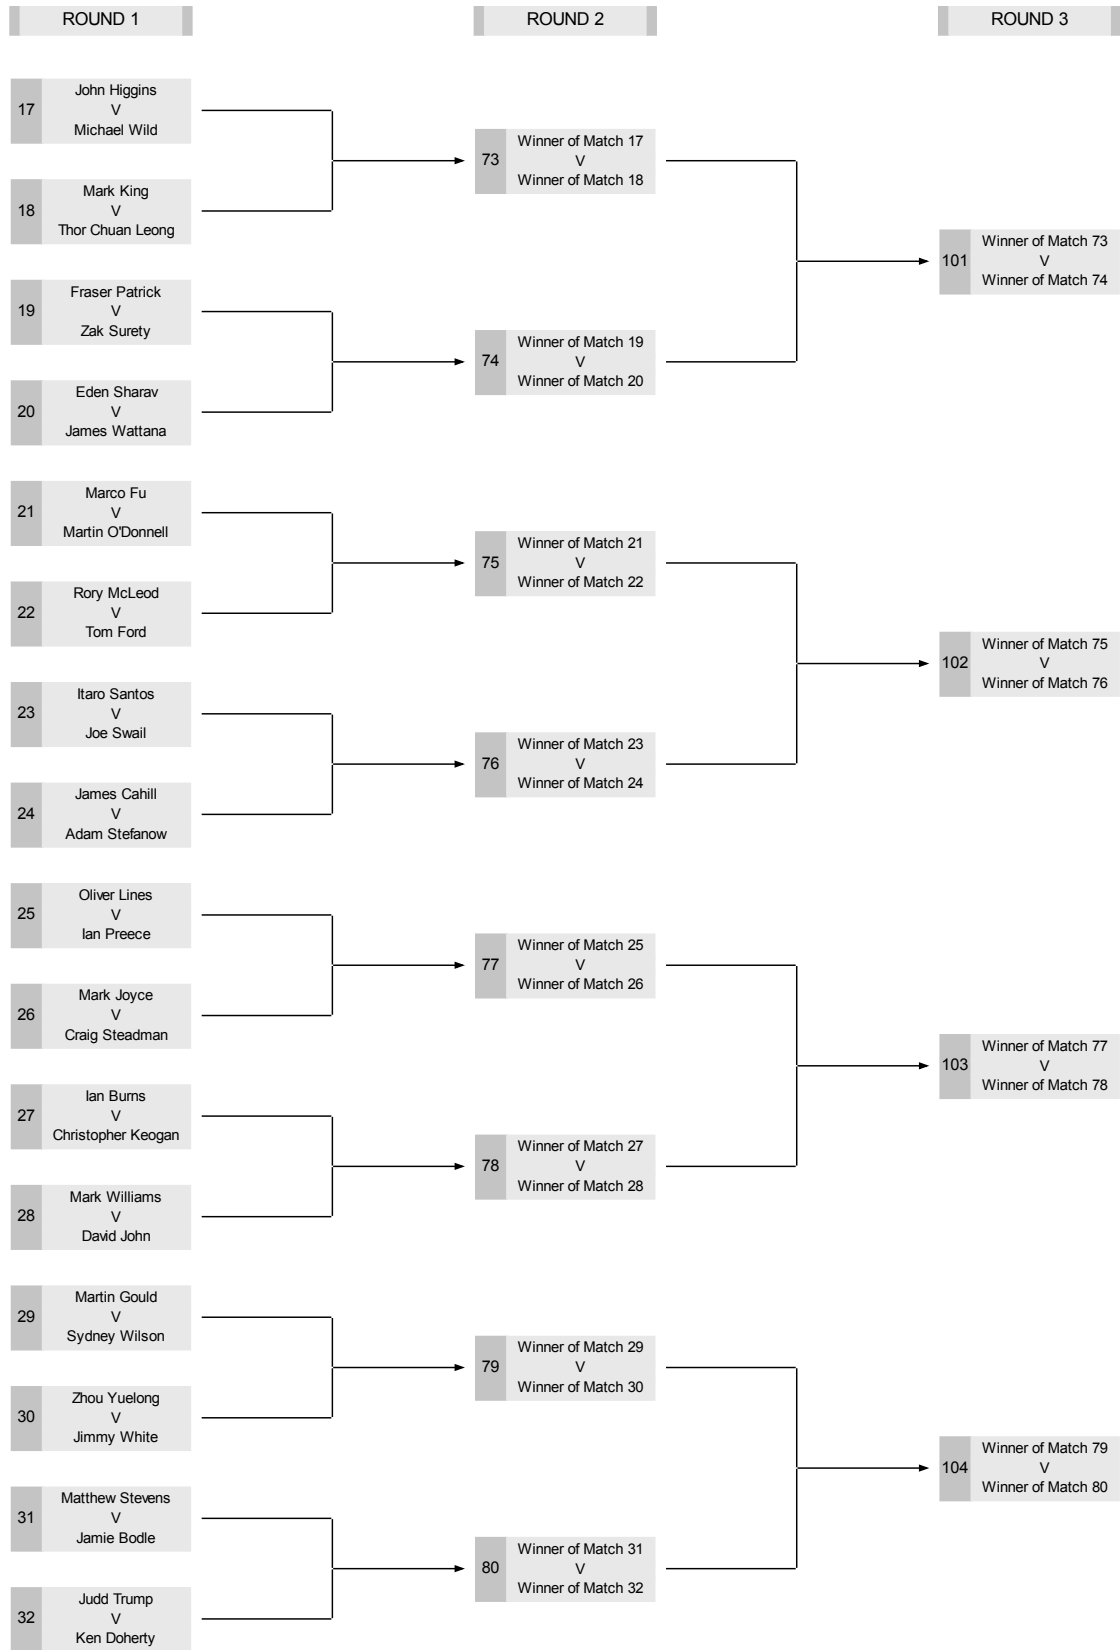 ROUND 1
ROUND 2
ROUND 3
17
John Higgins
V
Michael Wild
18
Mark King
V
Thor Chuan Leong
19
Fraser Patrick
V
Zak Surety
20
Eden Sharav
V
James Wattana
21
Marco Fu
V
Martin O'Donnell
22
Rory McLeod
V
Tom Ford
23
Itaro Santos
V
Joe Swail
24
James Cahill
V
Adam Stefanow
25
Oliver Lines
V
Ian Preece
26
Mark Joyce
V
Craig Steadman
27
Ian Burns
V
Christopher Keogan
28
Mark Williams
V
David John
29
Martin Gould
V
Sydney Wilson
30
Zhou Yuelong
V
Jimmy White
31
Matthew Stevens
V
Jamie Bodle
32
Judd Trump
V
Ken Doherty
73
Winner of Match 17
V
Winner of Match 18
74
Winner of Match 19
V
Winner of Match 20
75
Winner of Match 21
V
Winner of Match 22
76
Winner of Match 23
V
Winner of Match 24
77
Winner of Match 25
V
Winner of Match 26
78
Winner of Match 27
V
Winner of Match 28
79
Winner of Match 29
V
Winner of Match 30
80
Winner of Match 31
V
Winner of Match 32
101
Winner of Match 73
V
Winner of Match 74
102
Winner of Match 75
V
Winner of Match 76
103
Winner of Match 77
V
Winner of Match 78
104
Winner of Match 79
V
Winner of Match 80